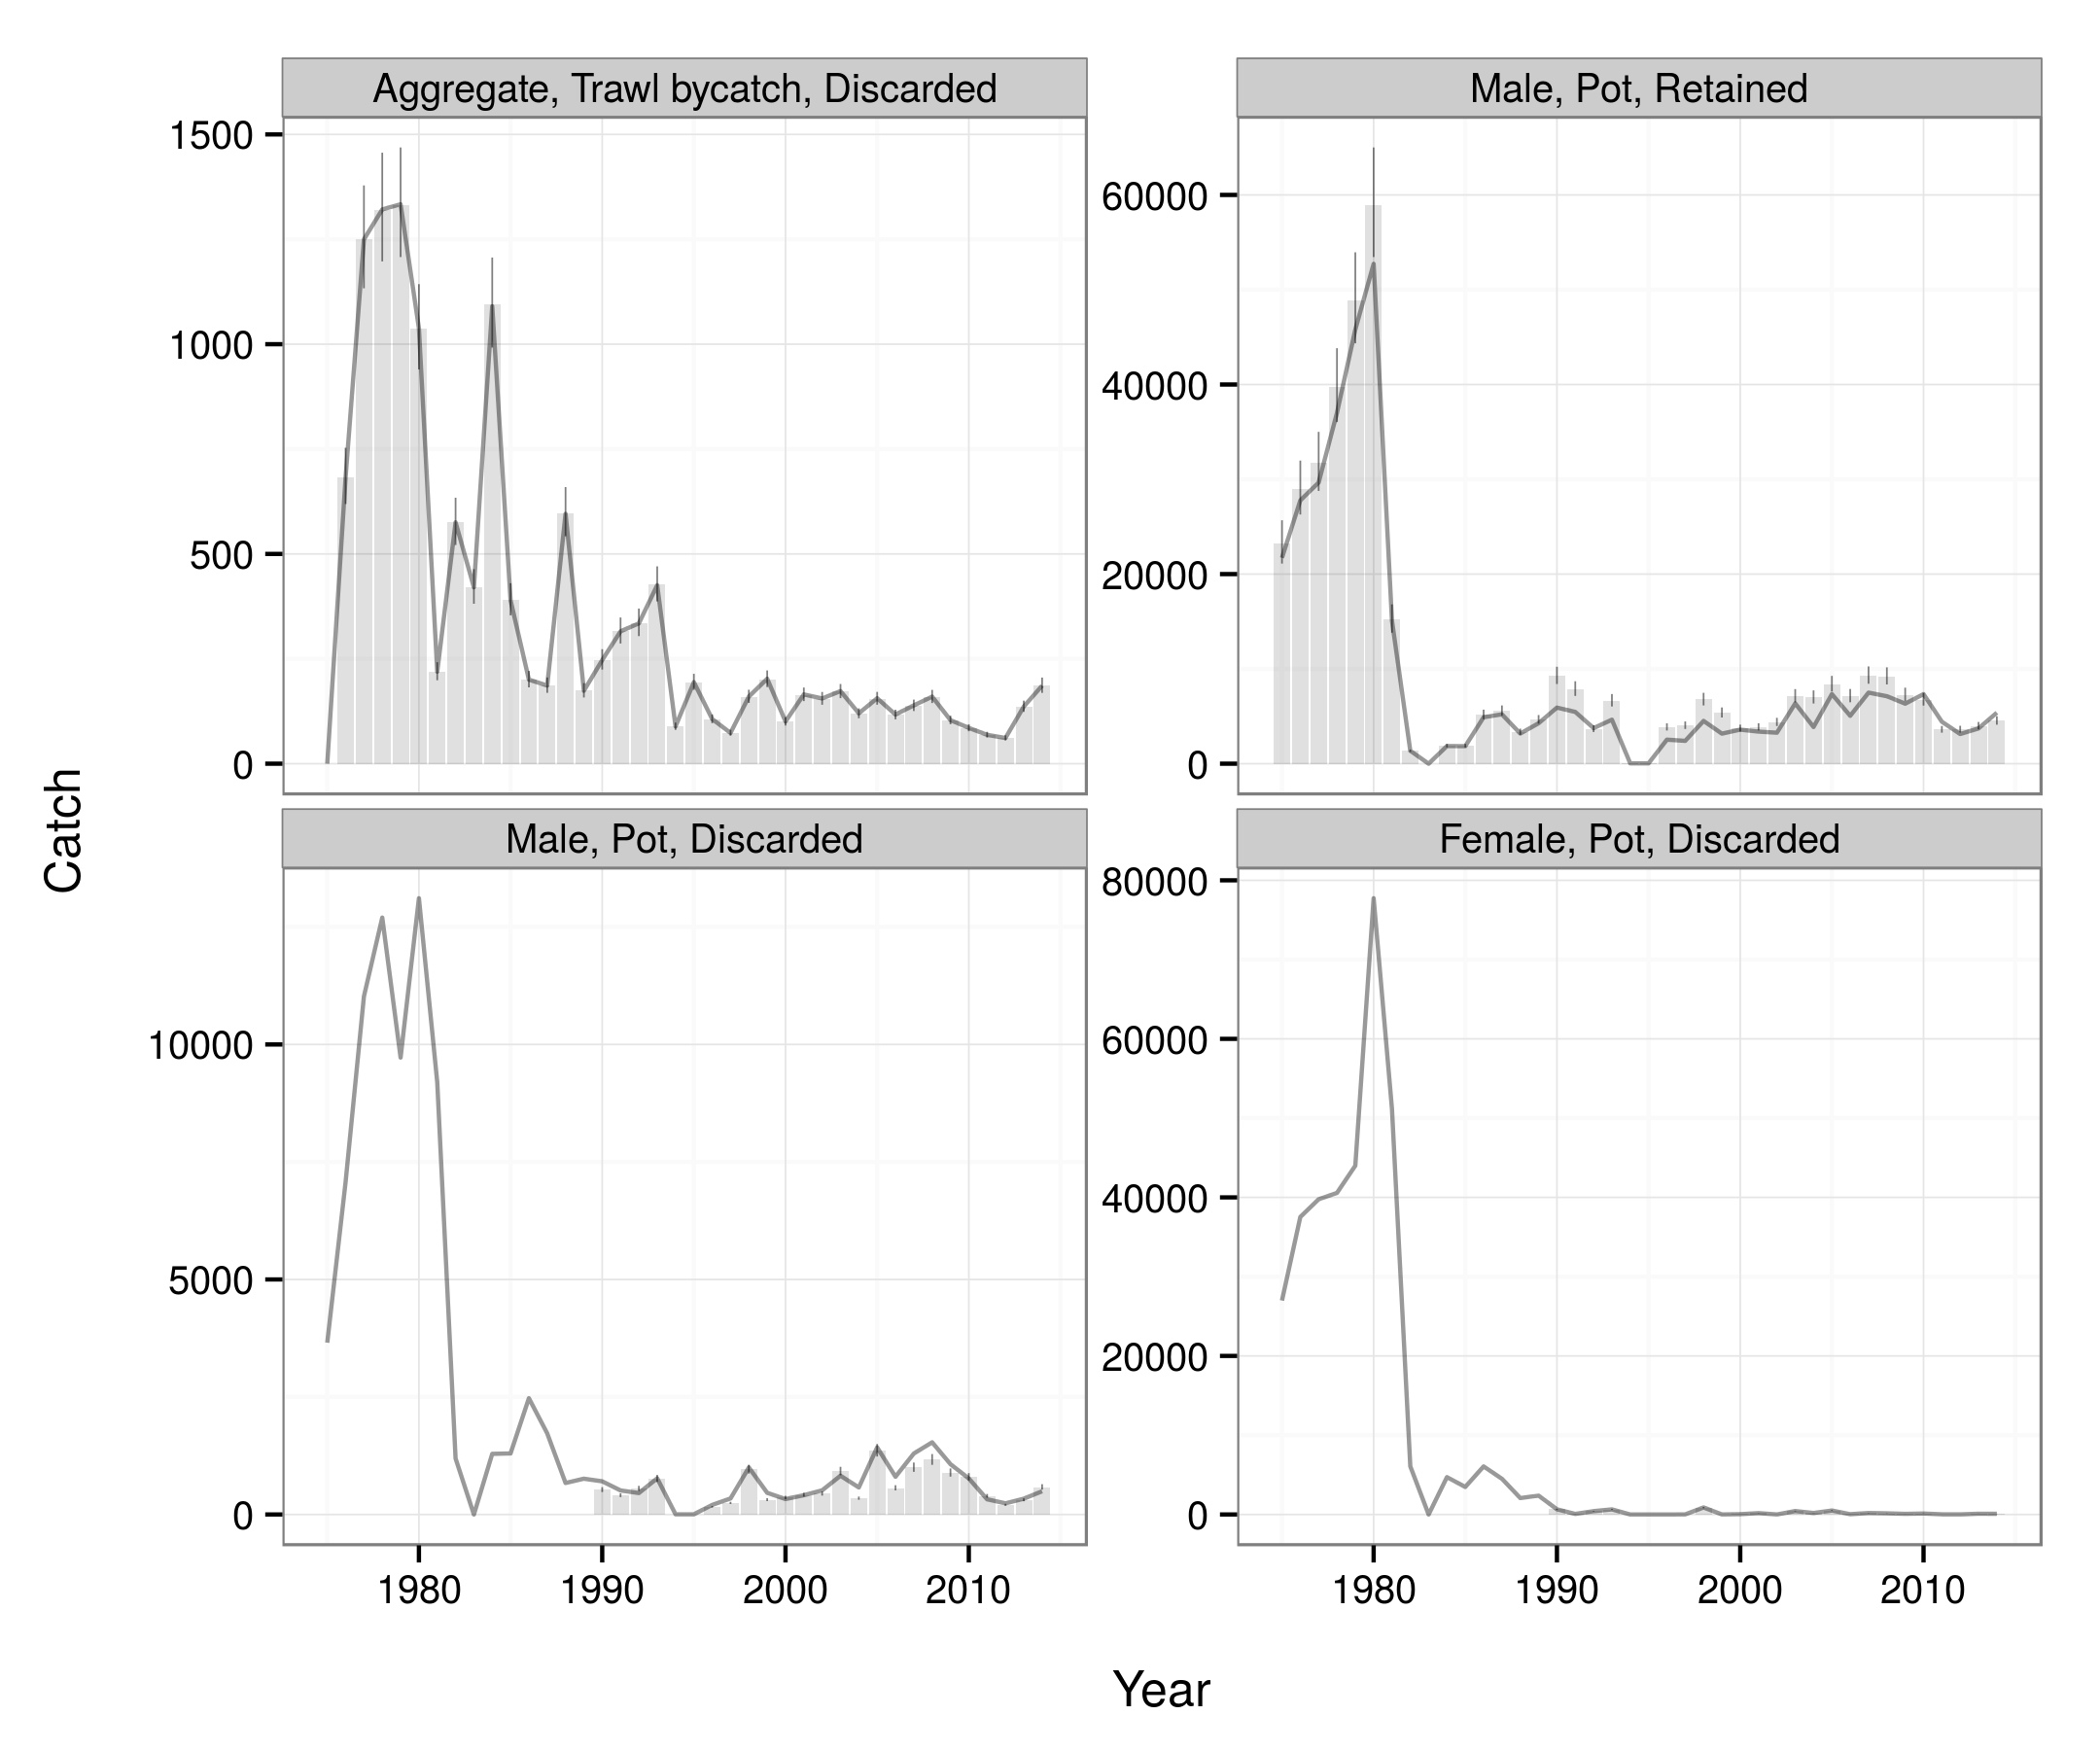 Aggregate, Trawl bycatch, Discarded
Male, Pot, Retained
1500
1000
500
0
60000
40000
20000
0
Male, Pot, Discarded
Female, Pot, Discarded
10000
5000
0
80000
60000
40000
20000
0
1980 1990 2000 2010
1980 1990 2000 2010
Catch
Year